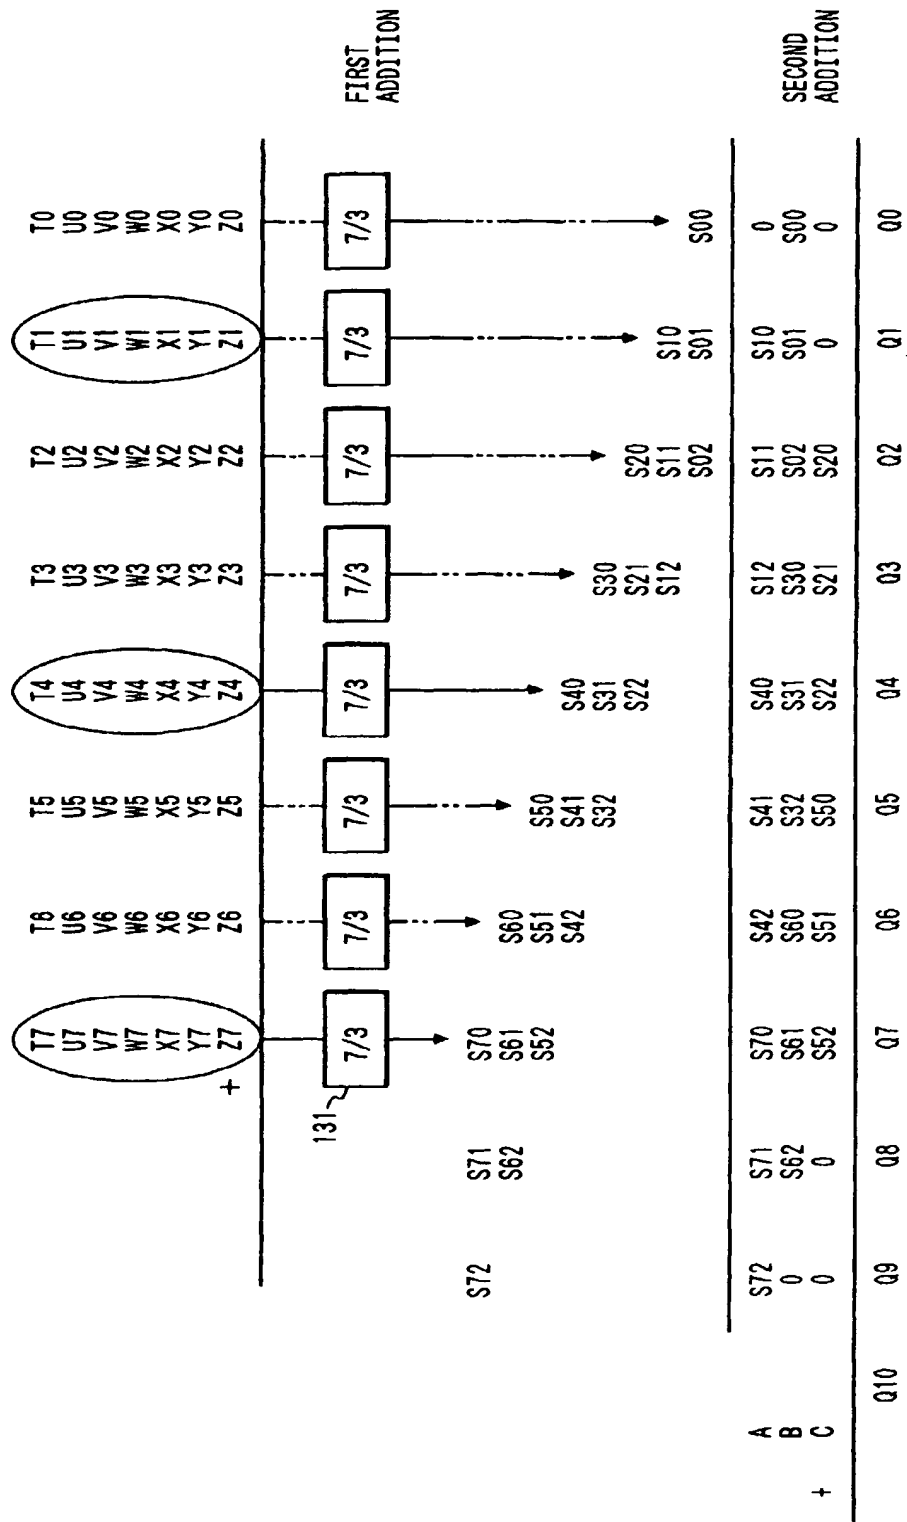 T7 T8 T5 T4 T3 T2 T1 T0
U7 U6 U5 U4 U3 U2 U1 U0
V7 V6 V5 V4 V3 V2 V1 V0
W7 W6 W5 W4 W3 W2 W1 W0
X7 X6 X5 X4 X3 X2 X1 X0
Y7 Y6 Y5 Y4 Y3 Y2 Y1 Y0
+ Z7 Z6 Z5 Z4 Z3 Z2 Z1 Z0
131
7/3 7/3 7/3 7/3 7/3 7/3 7/3 7/3 FIRST
ADDITION
S72 S71 S70
S62 S61 S60
S52 S51 S50
S42 S41 S40
S32 S31 S30
S22 S21 S20
S12 S11 S10
S02 S01 S00
A S72 S71 S70 S42 S41 S40 S12 S11 S10 0
B 0 S62 S61 S60 S32 S31 S30 S02 S01 S00 SECOND
+ C 0 0 S52 S51 S50 S22 S21 S20 0 0 ADDITION
Q10 Q9 Q8 Q7 Q6 Q5 Q4 Q3 Q2 Q1 Q0